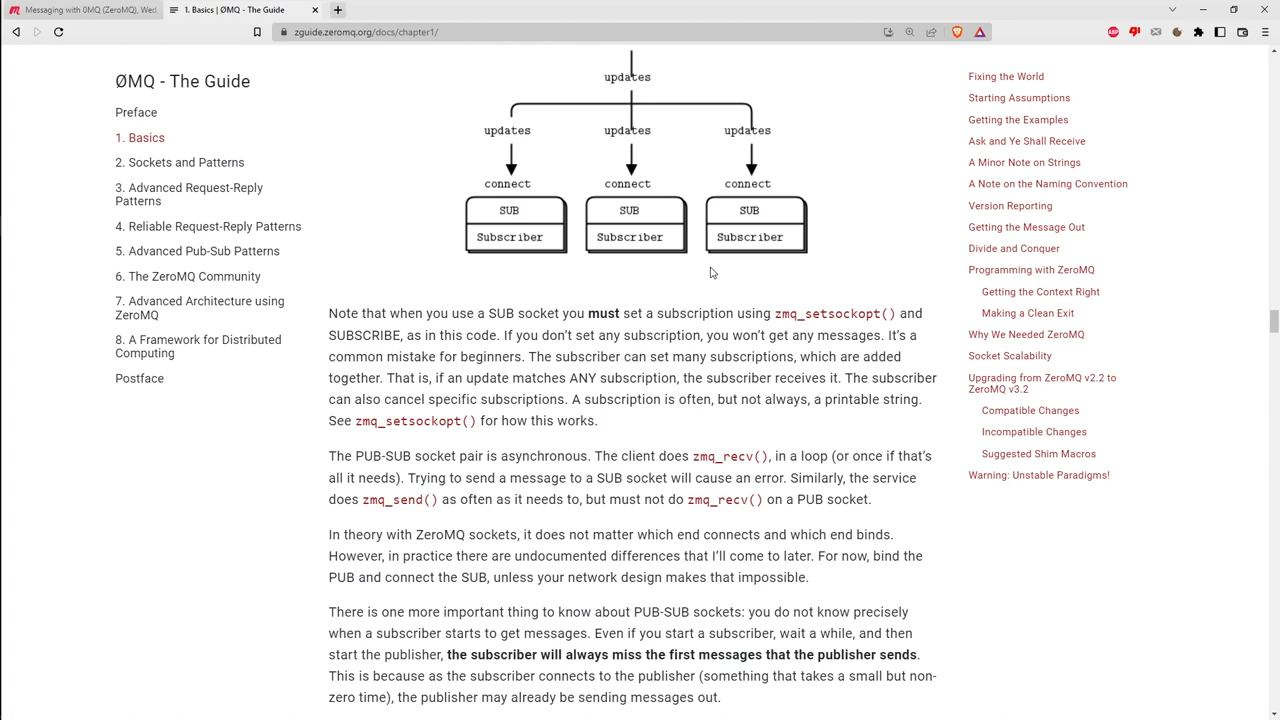 Messaging with 0MQ (ZeroMQ), Wed,
1. Basics | ØMQ - The Guide
zguide.zeromq.org/docs/chapter1/
ØMQ - The Guide
Preface
1. Basics
2. Sockets and Patterns
3. Advanced Request-Reply
Patterns
4. Reliable Request-Reply Patterns
5. Advanced Pub-Sub Patterns
6. The ZeroMQ Community
7. Advanced Architecture using
ZeroMQ
8. A Framework for Distributed
Computing
Postface
updates
updates updates updates
connect connect connect
SUB SUB SUB
Subscriber Subscriber Subscriber
Note that when you use a SUB socket you must set a subscription using zmq_setsockopt() and
SUBSCRIBE, as in this code. If you don't set any subscription, you won't get any messages. It's a
common mistake for beginners. The subscriber can set many subscriptions, which are added
together. That is, if an update matches ANY subscription, the subscriber receives it. The subscriber
can also cancel specific subscriptions. A subscription is often, but not always, a printable string.
See zmq_setsockopt() for how this works.
The PUB-SUB socket pair is asynchronous. The client does zmq_recv(), in a loop (or once if that's
all it needs). Trying to send a message to a SUB socket will cause an error. Similarly, the service
does zmq_send() as often as it needs to, but must not do zmq_recv() on a PUB socket.
In theory with ZeroMQ sockets, it does not matter which end connects and which end binds.
However, in practice there are undocumented differences that I'll come to later. For now, bind the
PUB and connect the SUB, unless your network design makes that impossible.
There is one more important thing to know about PUB-SUB sockets: you do not know precisely
when a subscriber starts to get messages. Even if you start a subscriber, wait a while, and then
start the publisher, the subscriber will always miss the first messages that the publisher sends.
This is because as the subscriber connects to the publisher (something that takes a small but non-
zero time), the publisher may already be sending messages out.
Fixing the World
Starting Assumptions
Getting the Examples
Ask and Ye Shall Receive
A Minor Note on Strings
A Note on the Naming Convention
Version Reporting
Getting the Message Out
Divide and Conquer
Programming with ZeroMQ
Getting the Context Right
Making a Clean Exit
Why We Needed ZeroMQ
Socket Scalability
Upgrading from ZeroMQ v2.2 to
ZeroMQ v3.2
Compatible Changes
Incompatible Changes
Suggested Shim Macros
Warning: Unstable Paradigms!